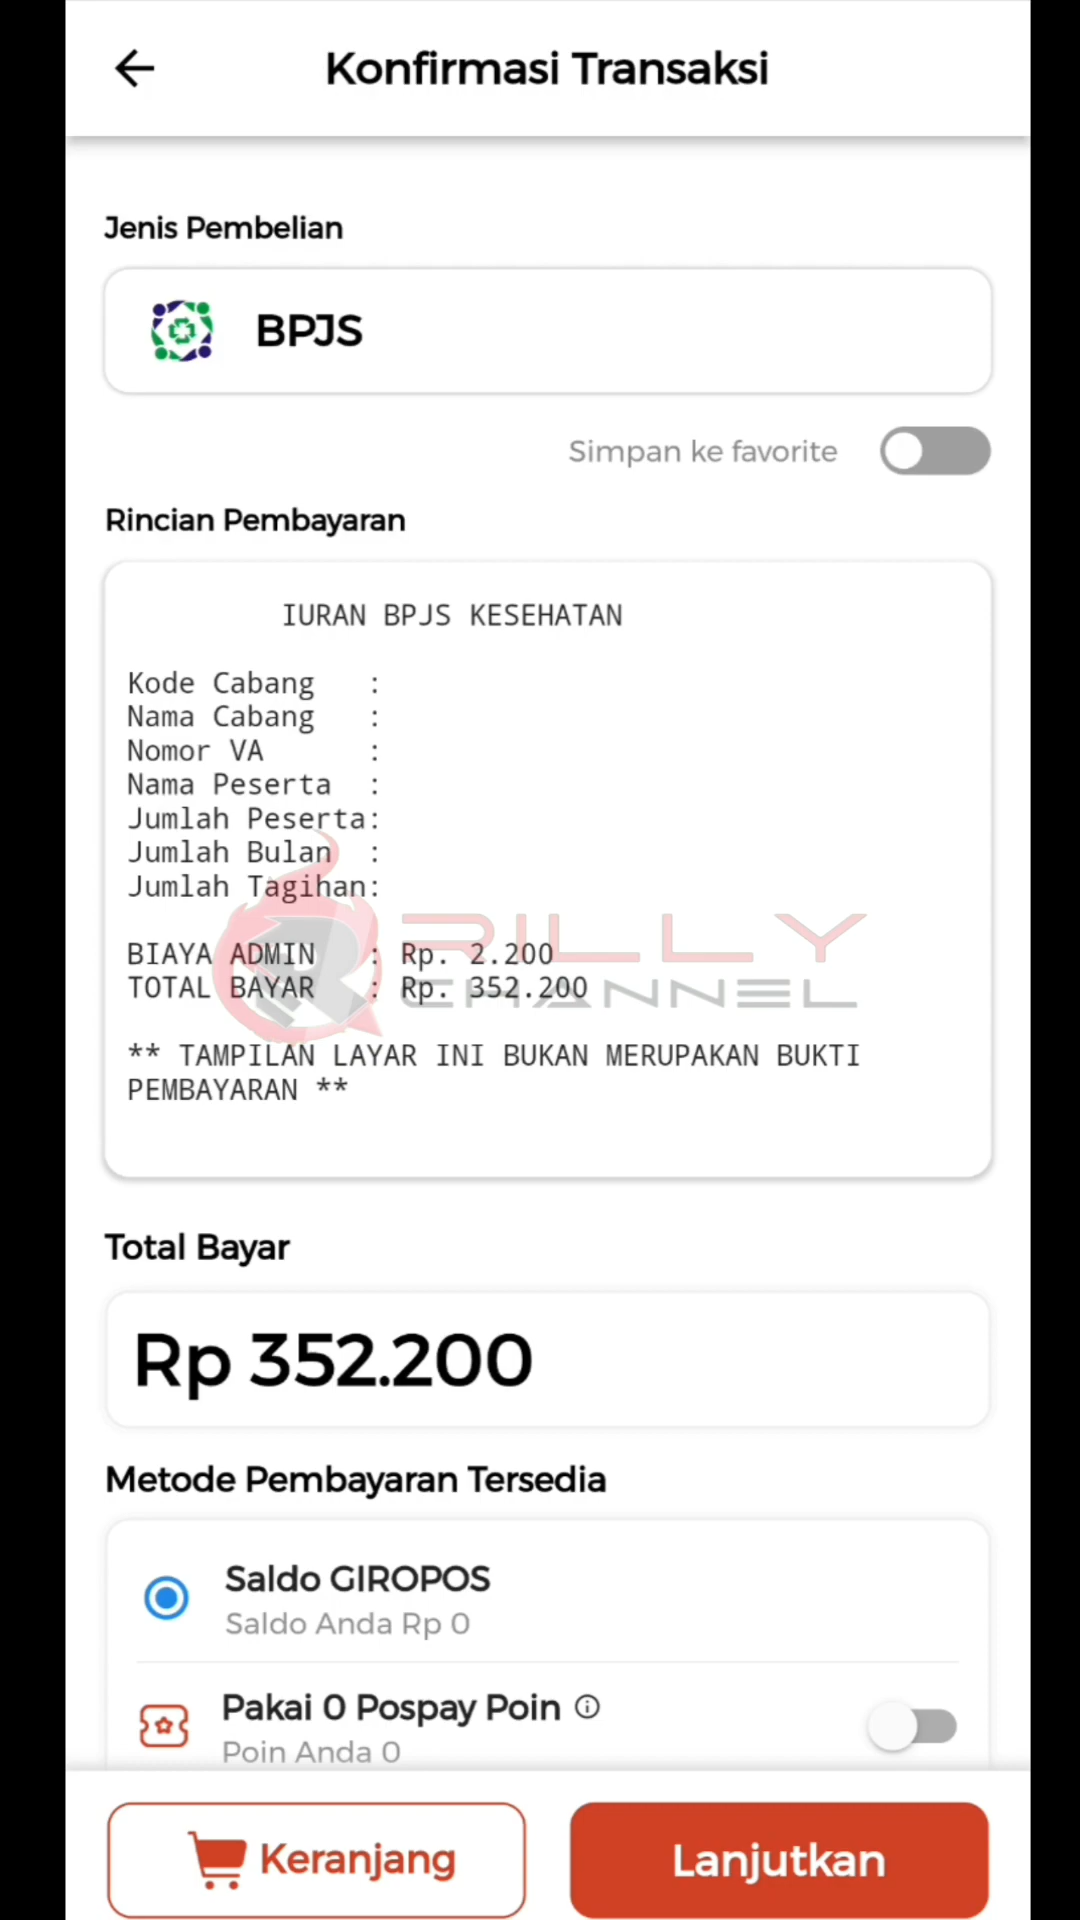 Konfirmasi Transaksi
Jenis Pembelian
BPJS
Simpan ke favorite
Rincian Pembayaran
IURAN BPJS KESEHATAN
Kode Cabang :
Nama Cabang :
Nomor VA :
Nama Peserta :
Jumlah Peserta:
Jumlah Bulan :
Jumlah Tagihan:
RILLY
CHANNEL
BIAYA ADMIN : Rp. 2.200
TOTAL BAYAR : Rp. 352.200
** TAMPILAN LAYAR INI BUKAN MERUPAKAN BUKTI
PEMBAYARAN **
Total Bayar
Rp 352.200
Metode Pembayaran Tersedia
Saldo GIROPOS
Saldo Anda Rp 0
Pakai 0 Pospay Poin
Poin Anda 0
Keranjang
Lanjutkan